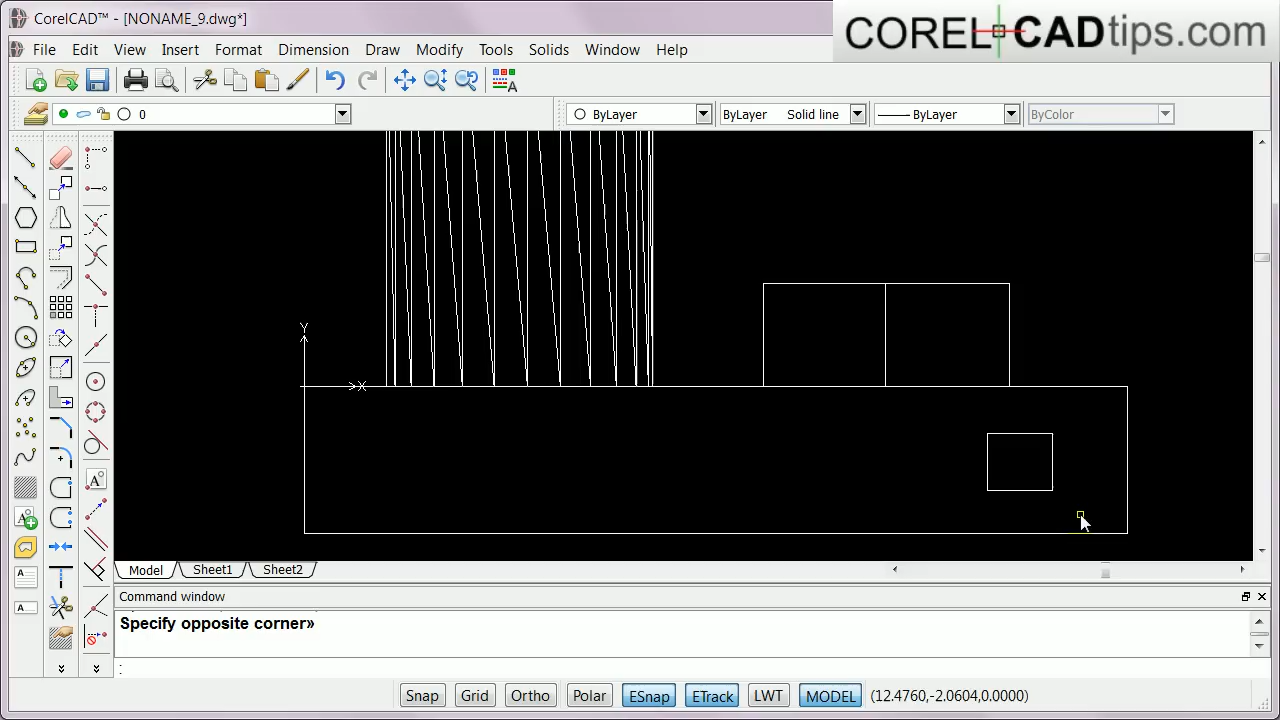 CorelCAD™ - [NONAME_9.dwg*]
COREL CADtips.com
File Edit View Insert Format Dimension Draw Modify Tools Solids Window Help
0 ByLayer ByLayer Solid line ByLayer ByColor
Y
X
Model Sheet1 Sheet2
Command window
Specify opposite corner»
:
Snap Grid Ortho Polar ESnap ETrack LWT MODEL (12.4760,-2.0604,0.0000)